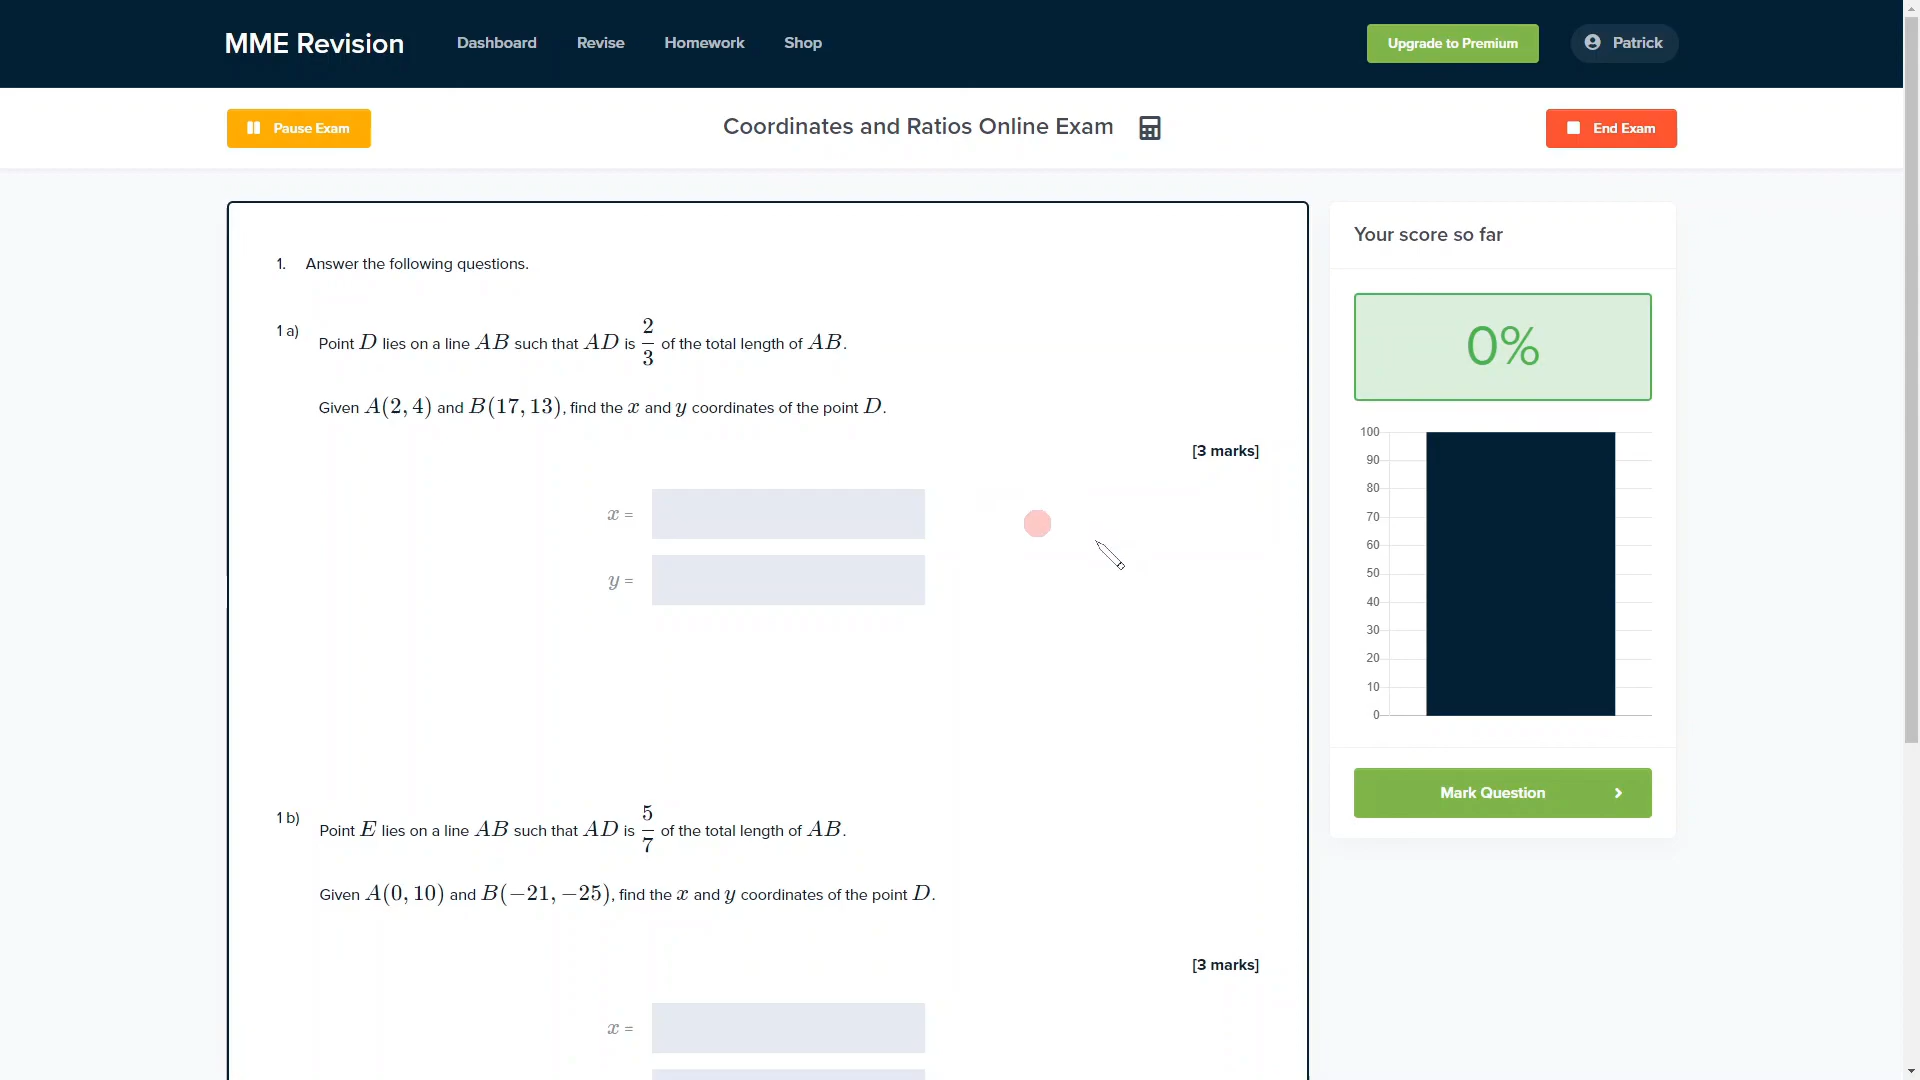 MME Revision Dashboard Revise Homework Shop Upgrade to Premium Patrick
Pause Exam Coordinates and Ratios Online Exam End Exam
1. Answer the following questions.
1 a) Point D lies on a line AB such that AD is 2/3 of the total length of AB.
Given A(2, 4) and B(17, 13), find the x and y coordinates of the point D.
[3 marks]
x =
y =
1 b) Point E lies on a line AB such that AD is 5/7 of the total length of AB.
Given A(0, 10) and B(−21, −25), find the x and y coordinates of the point D.
[3 marks]
x =
Your score so far
0%
100
90
80
70
60
50
40
30
20
10
0
Mark Question